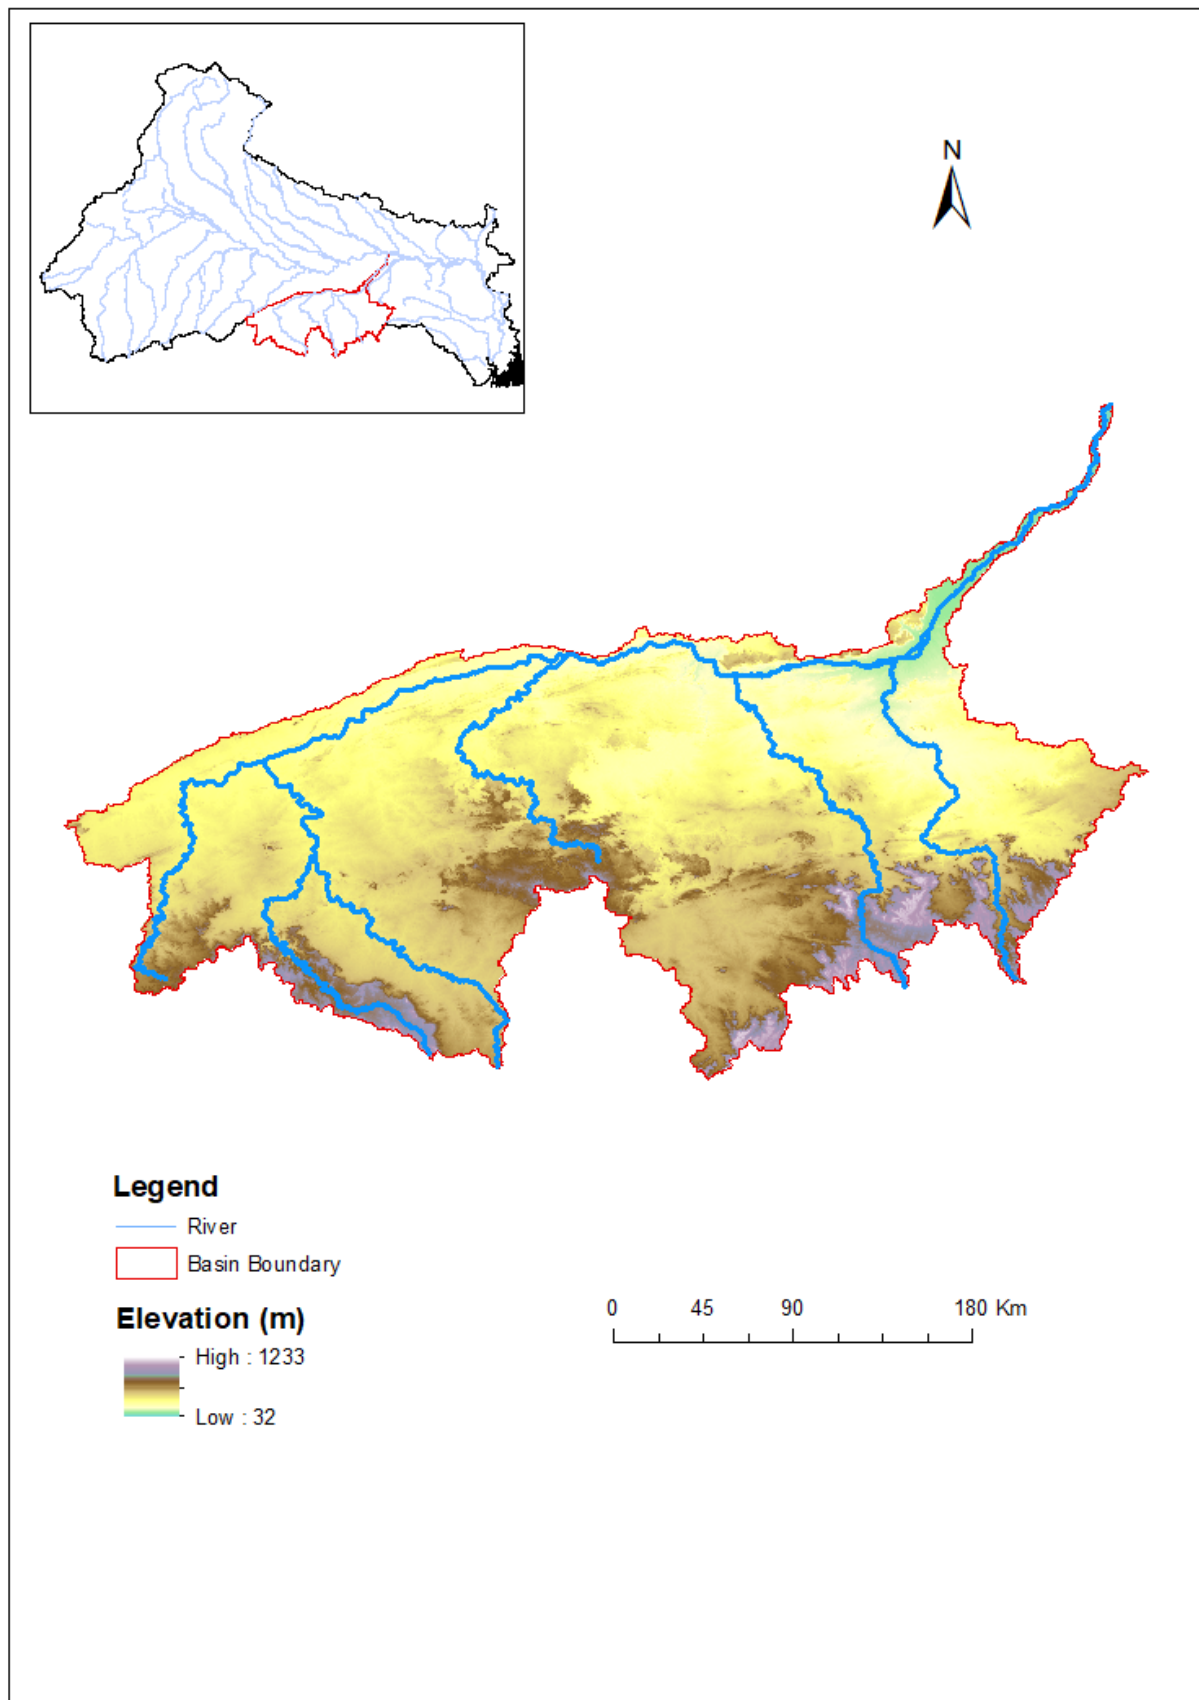 N
Legend
River
Basin Boundary
Elevation (m)
High : 1233
Low : 32
0 45 90 180 Km